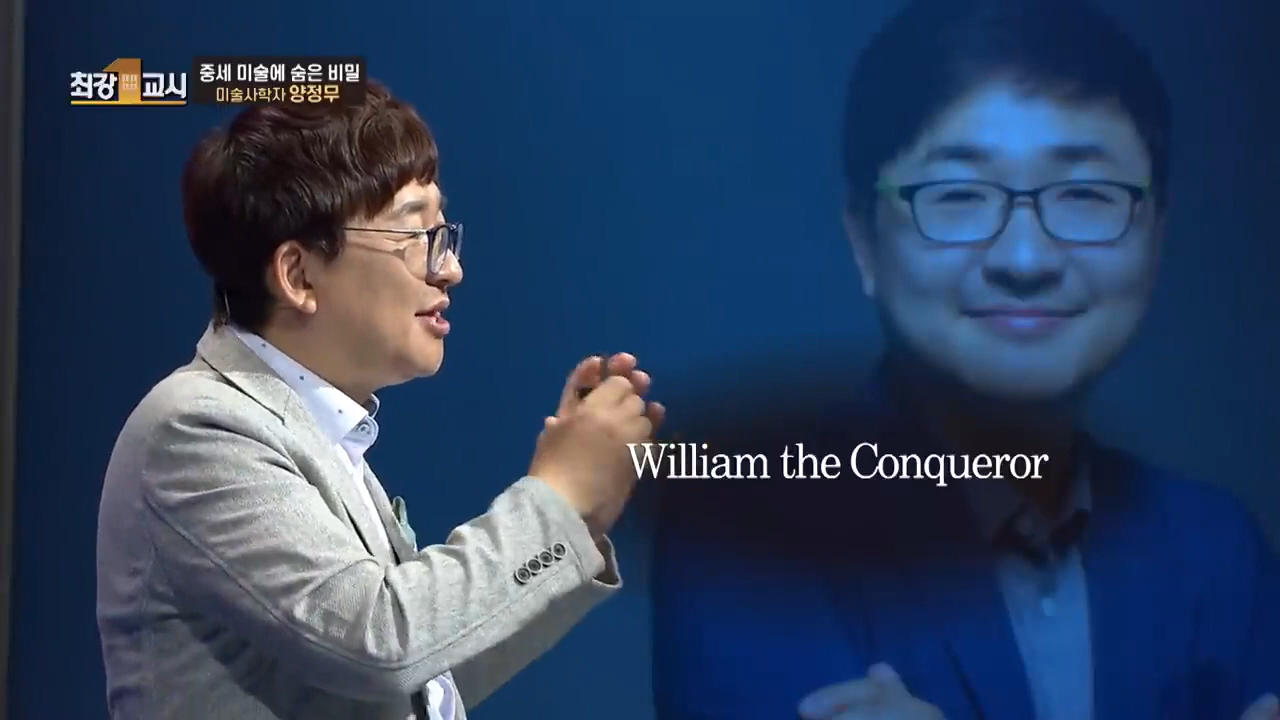 최강1교시
중세 미술에 숨은 비밀
미술사학자 양정무
William the Conqueror